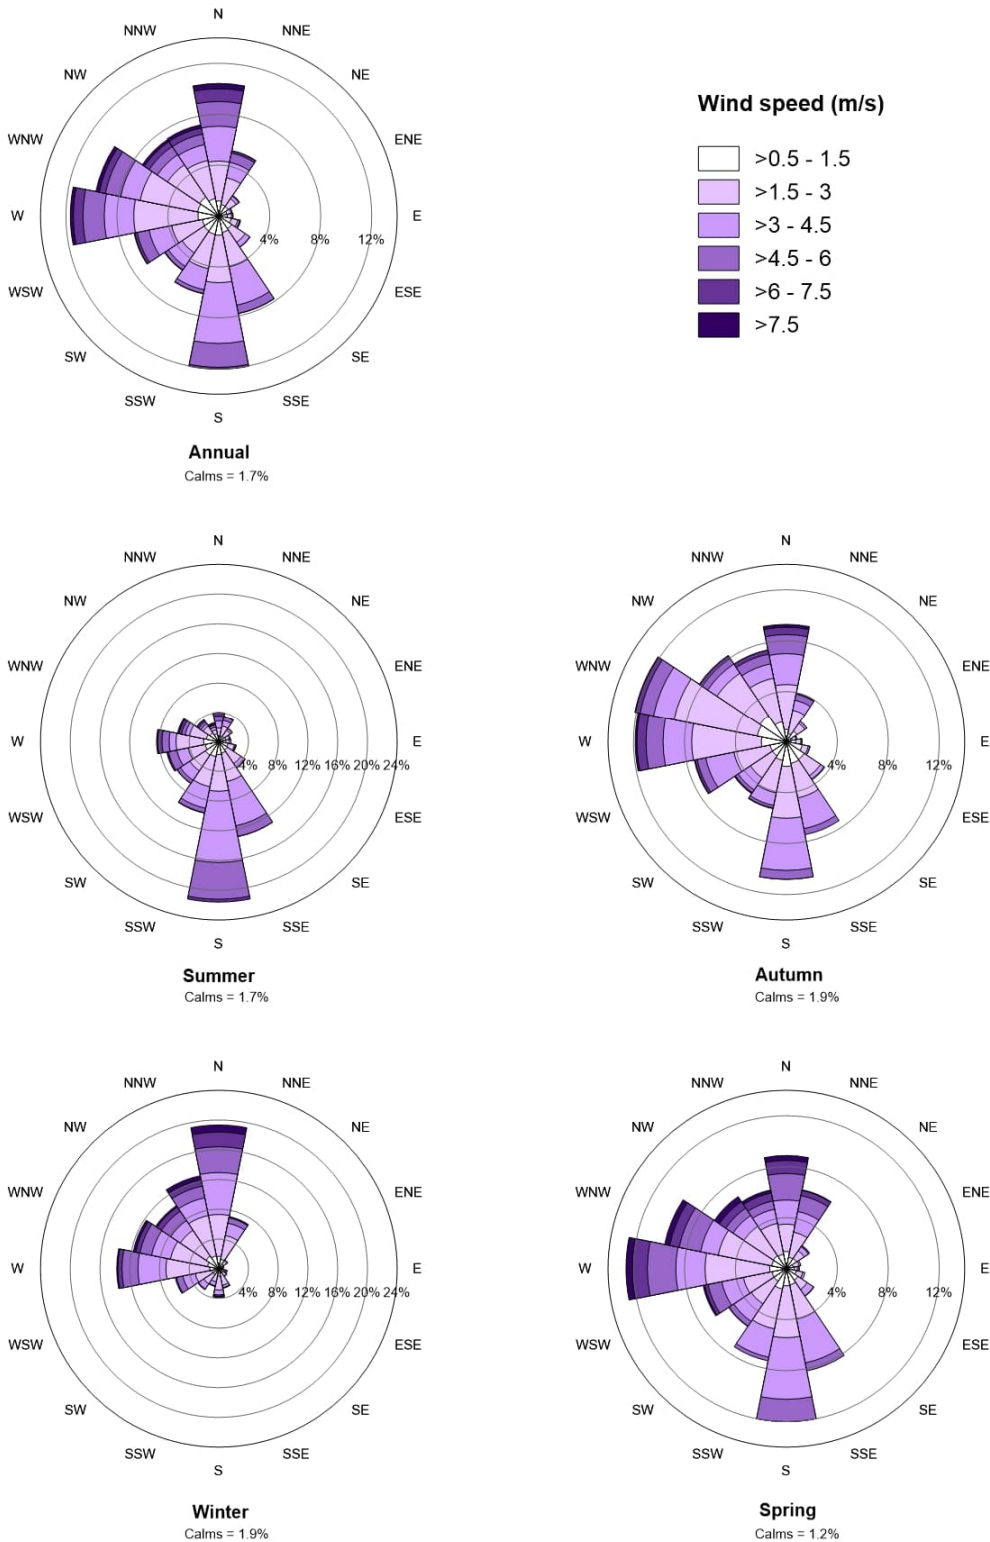 N
NNW NNE
NW NE
Wind speed (m/s)
WNW ENE
>0.5 - 1.5
>1.5 - 3
W E
>3 - 4.5
4% 8% 12%
>4.5 - 6
WSW ESE
>6 - 7.5
>7.5
SW SE
SSW SSE
S
Annual
Calms = 1.7%
N N
NNW NNE NNW NNE
NW NE NW NE
WNW ENE WNW ENE
W E W E
4% 8% 12% 16% 20% 24% 4% 8% 12%
WSW ESE WSW ESE
SW SE SW SE
SSW SSE SSW SSE
S S
Summer Autumn
Calms = 1.7% Calms = 1.9%
N N
NNW NNE NNW NNE
NW NE NW NE
WNW ENE WNW ENE
W E W E
4% 8% 12% 16% 20% 24% 4% 8% 12%
WSW ESE WSW ESE
SW SE SW SE
SSW SSE SSW SSE
S S
Winter Spring
Calms = 1.9% Calms = 1.2%